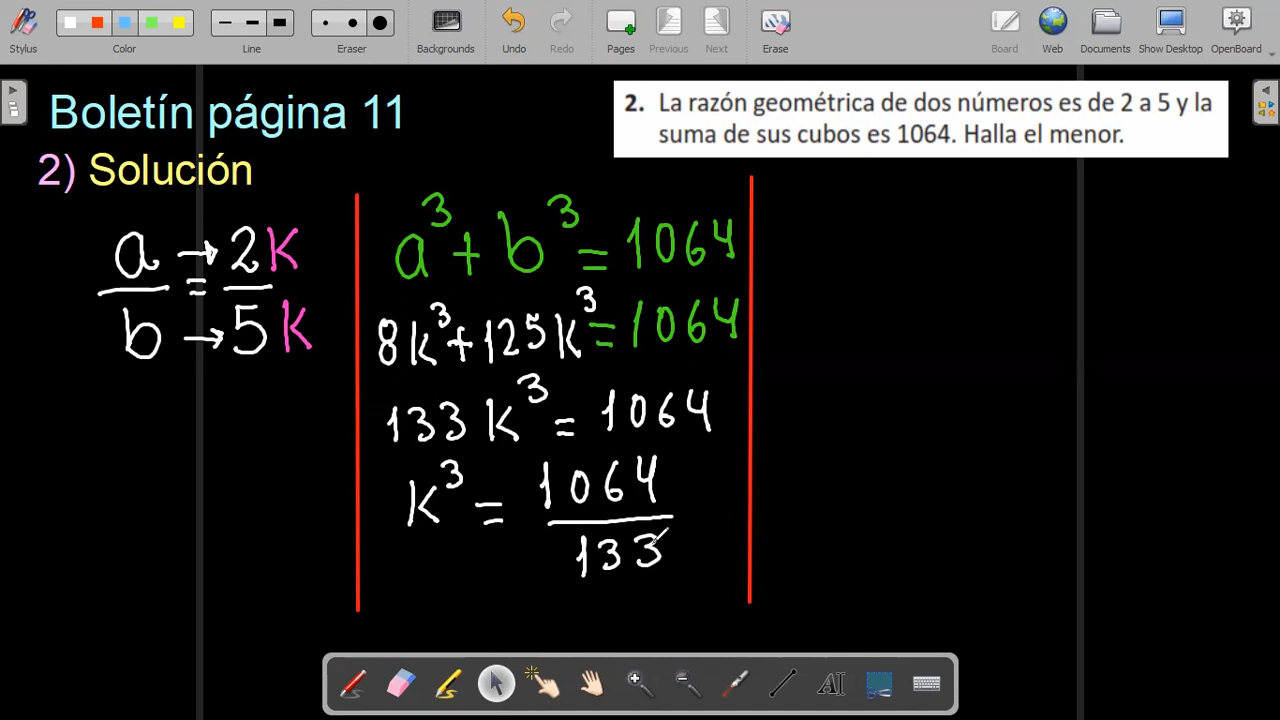 Stylus Color Line Eraser Backgrounds Undo Redo Pages Previous Next Erase Board Web Documents Show Desktop OpenBoard
Boletín página 11
2. La razón geométrica de dos números es de 2 a 5 y la
suma de sus cubos es 1064. Halla el menor.
2) Solución
a → 2K
=
b → 5K
a³ + b³ = 1064
8K³ + 125K³ = 1064
133 K³ = 1064
K³ = 1064
133